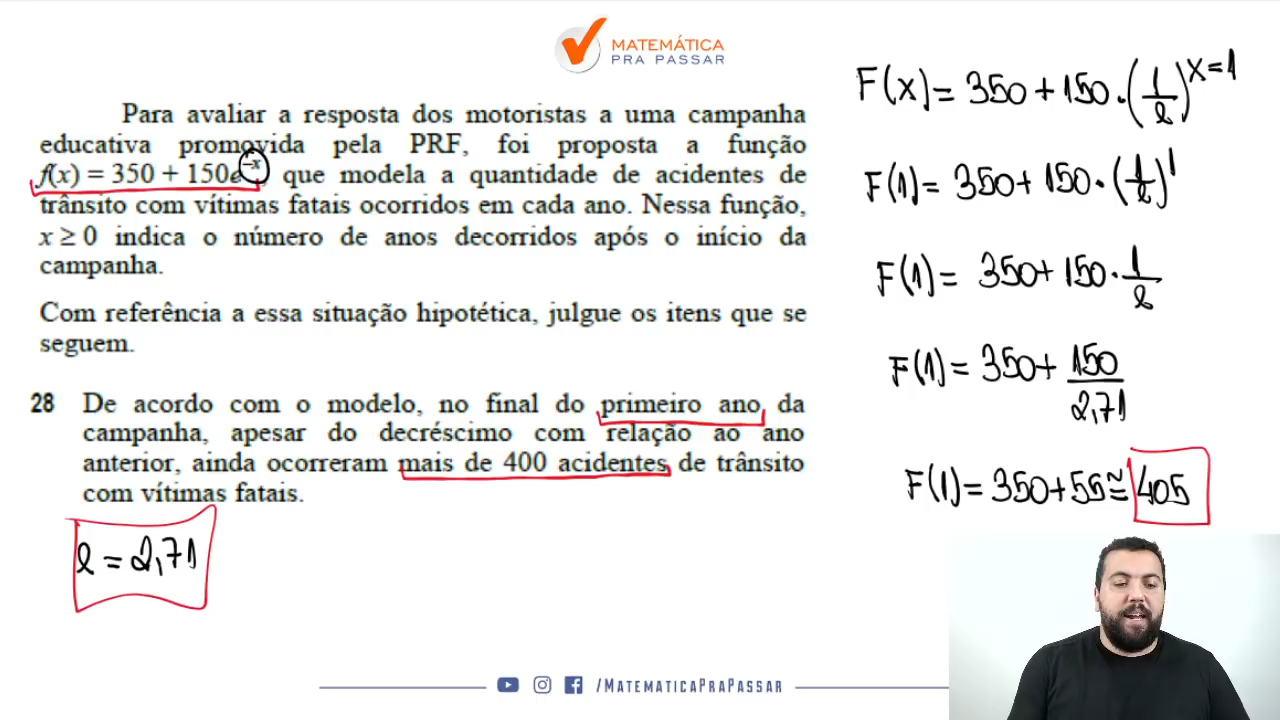 MATEMÁTICA
PRA PASSAR
Para avaliar a resposta dos motoristas a uma campanha
educativa promovida pela PRF, foi proposta a função
f(x) = 350 + 150e⁻ˣ, que modela a quantidade de acidentes de
trânsito com vítimas fatais ocorridos em cada ano. Nessa função,
x ≥ 0 indica o número de anos decorridos após o início da
campanha.
Com referência a essa situação hipotética, julgue os itens que se
seguem.
28 De acordo com o modelo, no final do primeiro ano da
campanha, apesar do decréscimo com relação ao ano
anterior, ainda ocorreram mais de 400 acidentes de trânsito
com vítimas fatais.
e = 2,71
F(x) = 350 + 150 · (1/e)^x=1
F(1) = 350 + 150 · (1/e)^1
F(1) = 350 + 150 · 1/e
F(1) = 350 + 150/2,71
F(1) = 350 + 55 ≅ 405
/MATEMATICAPRAPASSAR